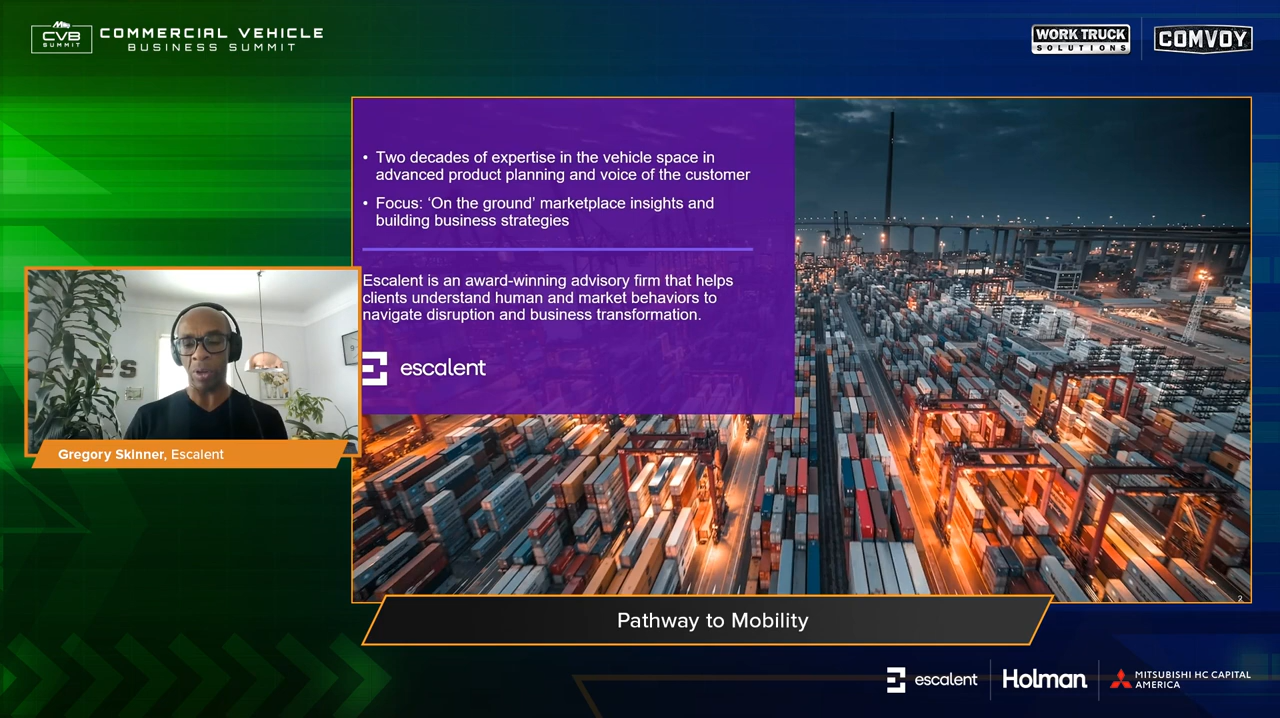 CVB
SUMMIT
COMMERCIAL VEHICLE
BUSINESS SUMMIT
WORK TRUCK
SOLUTIONS
COMVOY
• Two decades of expertise in the vehicle space in
advanced product planning and voice of the customer
• Focus: ‘On the ground’ marketplace insights and
building business strategies
Escalent is an award-winning advisory firm that helps
clients understand human and market behaviors to
navigate disruption and business transformation.
escalent
Gregory Skinner, Escalent
2
Pathway to Mobility
escalent
Holman
MITSUBISHI HC CAPITAL
AMERICA